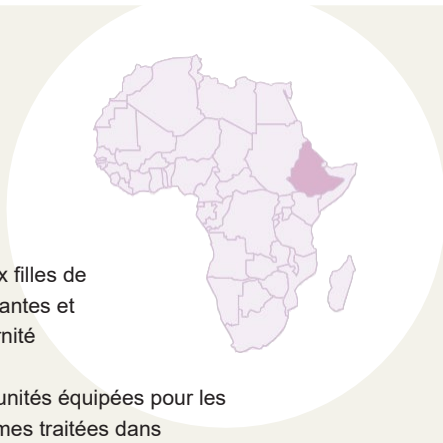 x filles de
antes et
rnité
unités équipées pour les
mes traitées dans